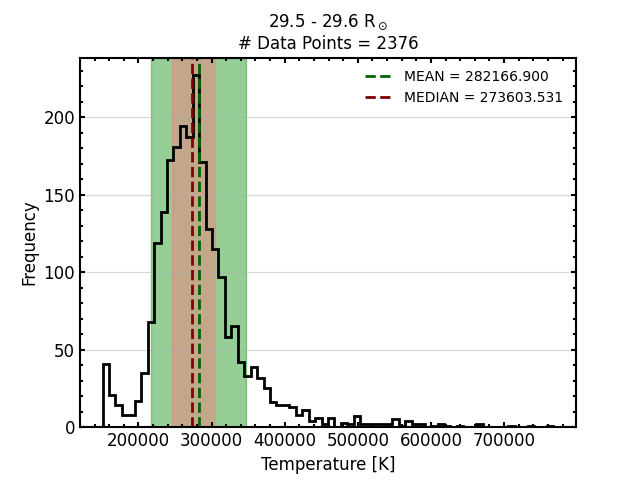 29.5 - 29.6 R⊙
# Data Points = 2376
MEAN = 282166.900
MEDIAN = 273603.531
Frequency
200
150
100
50
0
200000 300000 400000 500000 600000 700000
Temperature [K]